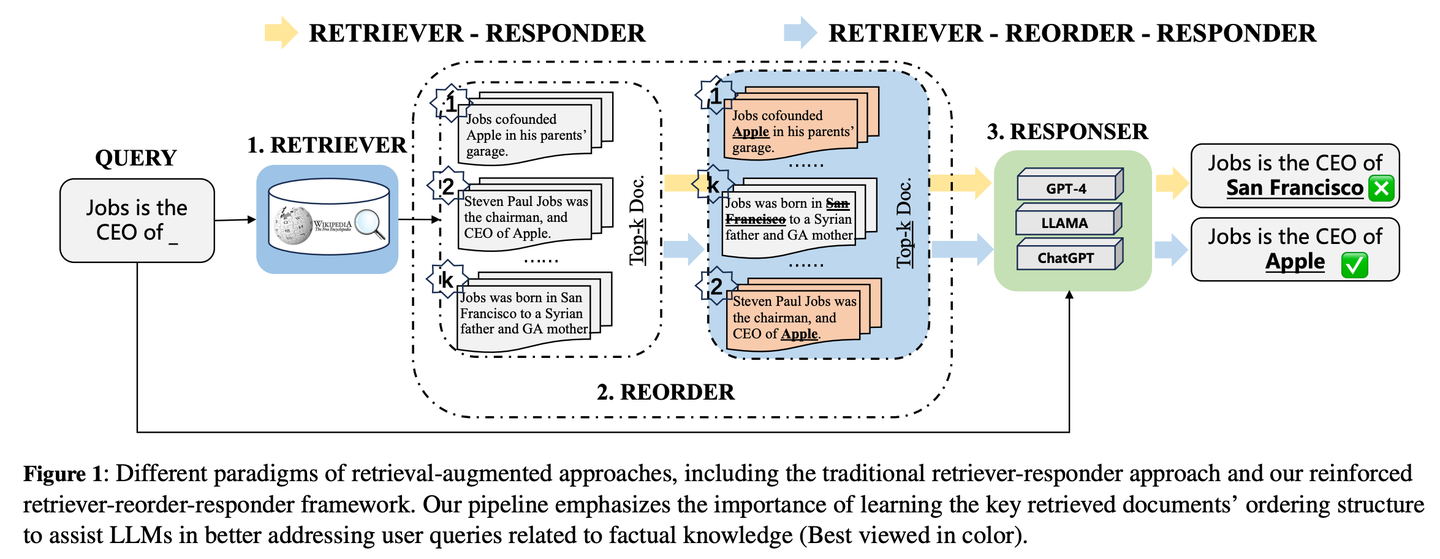 RETRIEVER - RESPONDER
RETRIEVER - REORDER - RESPONDER
QUERY
Jobs is the
CEO of _
1. RETRIEVER
WIKIPEDIA
The Free Encyclopedia
1
Jobs cofounded
Apple in his parents'
garage.
2
Steven Paul Jobs was
the chairman, and
CEO of Apple.
......
k
Jobs was born in San
Francisco to a Syrian
father and GA mother
Top-k Doc.
1
Jobs cofounded
Apple in his parents'
garage.
......
k
Jobs was born in San
Francisco to a Syrian
father and GA mother
......
2
Steven Paul Jobs was
the chairman, and
CEO of Apple.
Top-k Doc.
2. REORDER
3. RESPONSER
GPT-4
LLAMA
ChatGPT
Jobs is the CEO of
San Francisco
Jobs is the CEO of
Apple
Figure 1: Different paradigms of retrieval-augmented approaches, including the traditional retriever-responder approach and our reinforced
retriever-reorder-responder framework. Our pipeline emphasizes the importance of learning the key retrieved documents' ordering structure
to assist LLMs in better addressing user queries related to factual knowledge (Best viewed in color).